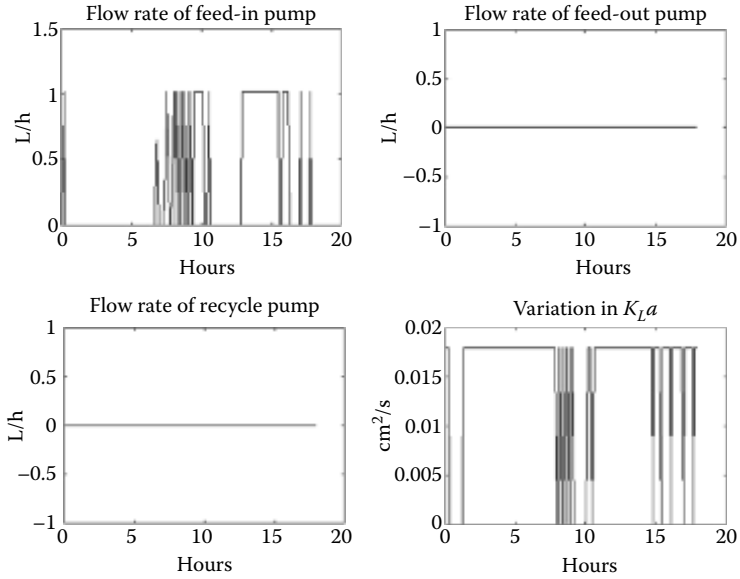 Flow rate of feed-in pump
1.5
1
0.5
0
L/h
0 5 10 15 20
Hours
Flow rate of feed-out pump
1
0.5
0
−0.5
−1
L/h
0 5 10 15 20
Hours
Flow rate of recycle pump
1
0.5
0
−0.5
−1
L/h
0 5 10 15 20
Hours
Variation in K_L a
0.02
0.015
0.01
0.005
0
cm²/s
0 5 10 15 20
Hours